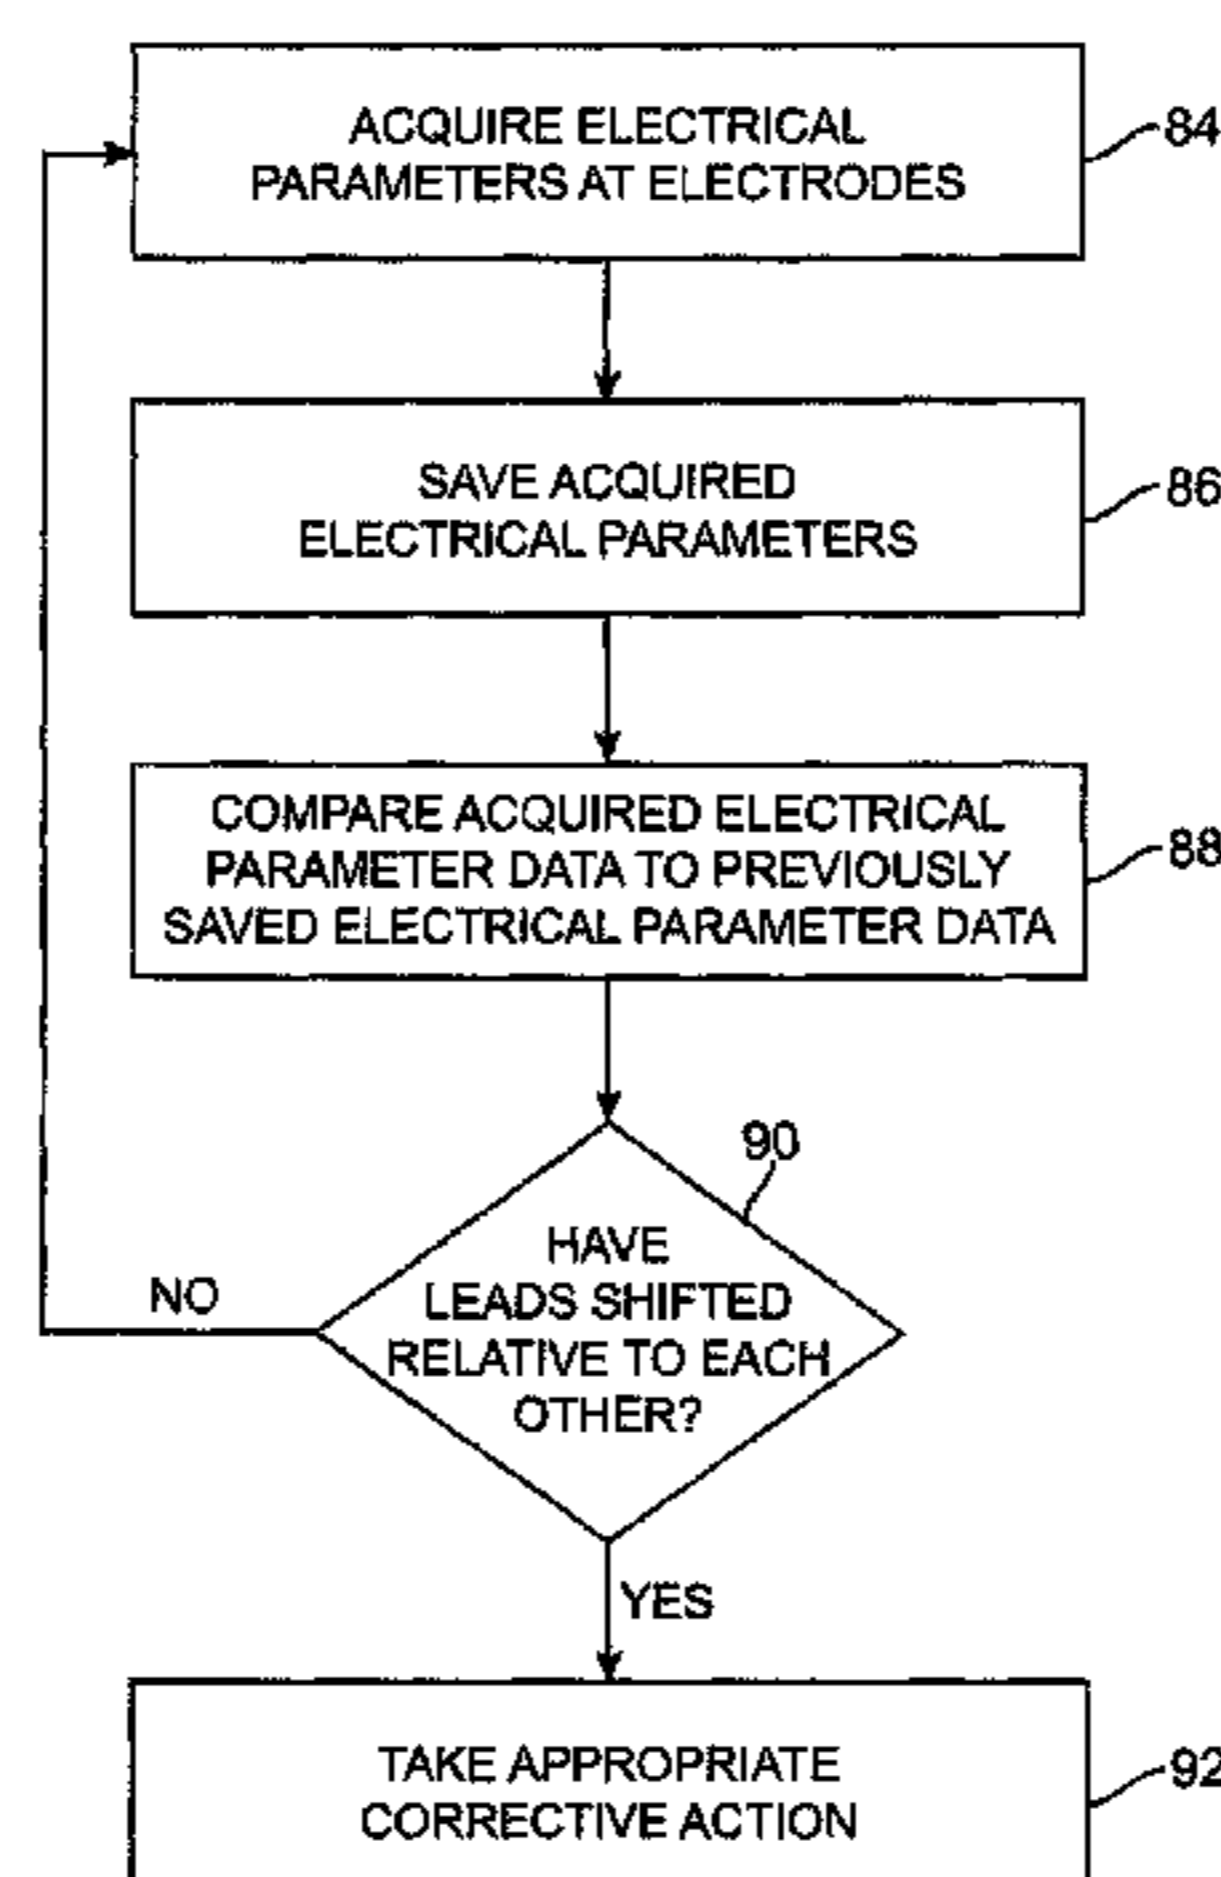 ACQUIRE ELECTRICAL
PARAMETERS AT ELECTRODES
84
SAVE ACQUIRED
ELECTRICAL PARAMETERS
86
COMPARE ACQUIRED ELECTRICAL
PARAMETER DATA TO PREVIOUSLY
SAVED ELECTRICAL PARAMETER DATA
88
90
HAVE
LEADS SHIFTED
RELATIVE TO EACH
OTHER?
NO
YES
TAKE APPROPRIATE
CORRECTIVE ACTION
92